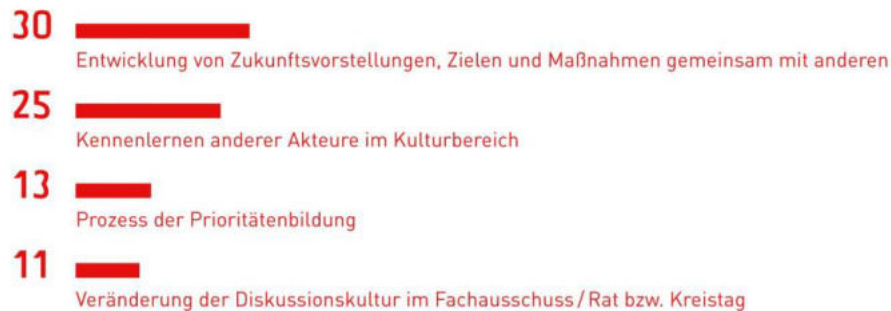 30
Entwicklung von Zukunftsvorstellungen, Zielen und Maßnahmen gemeinsam mit anderen
25
Kennenlernen anderer Akteure im Kulturbereich
13
Prozess der Prioritätenbildung
11
Veränderung der Diskussionskultur im Fachausschuss / Rat bzw. Kreistag